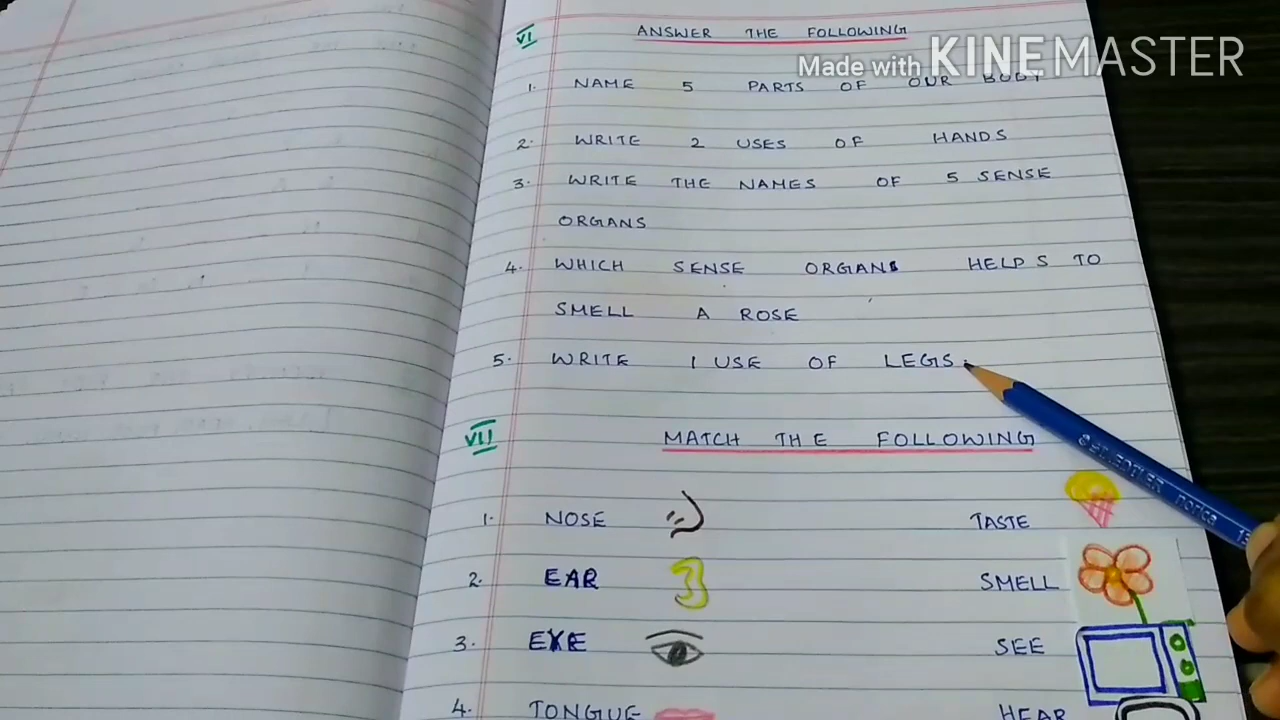 Made with KINEMASTER
VI ANSWER THE FOLLOWING
1. NAME 5 PARTS OF OUR BODY
2. WRITE 2 USES OF HANDS
3. WRITE THE NAMES OF 5 SENSE
ORGANS
4. WHICH SENSE ORGANS HELPS TO
SMELL A ROSE
5. WRITE 1 USE OF LEGS.
VII MATCH THE FOLLOWING
1. NOSE TASTE
2. EAR SMELL
3. EYE SEE
4. TONGUE HEAR
STAEDTLER norica